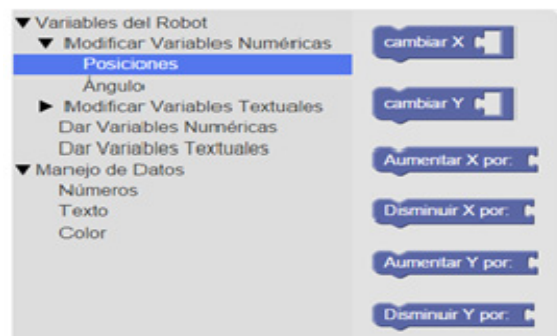 Variiables del Robot
Modificar Variables Numéricas
Posiciones
Ángulo
Modificar Variables Textuales
Dar Variables Numéricas
Dar Variables Textuales
Manejo de Datos
Números
Texto
Color
cambiar X
cambiar Y
Aumentar X por:
Disminuir X por:
Aumentar Y por:
Disminuir Y por: